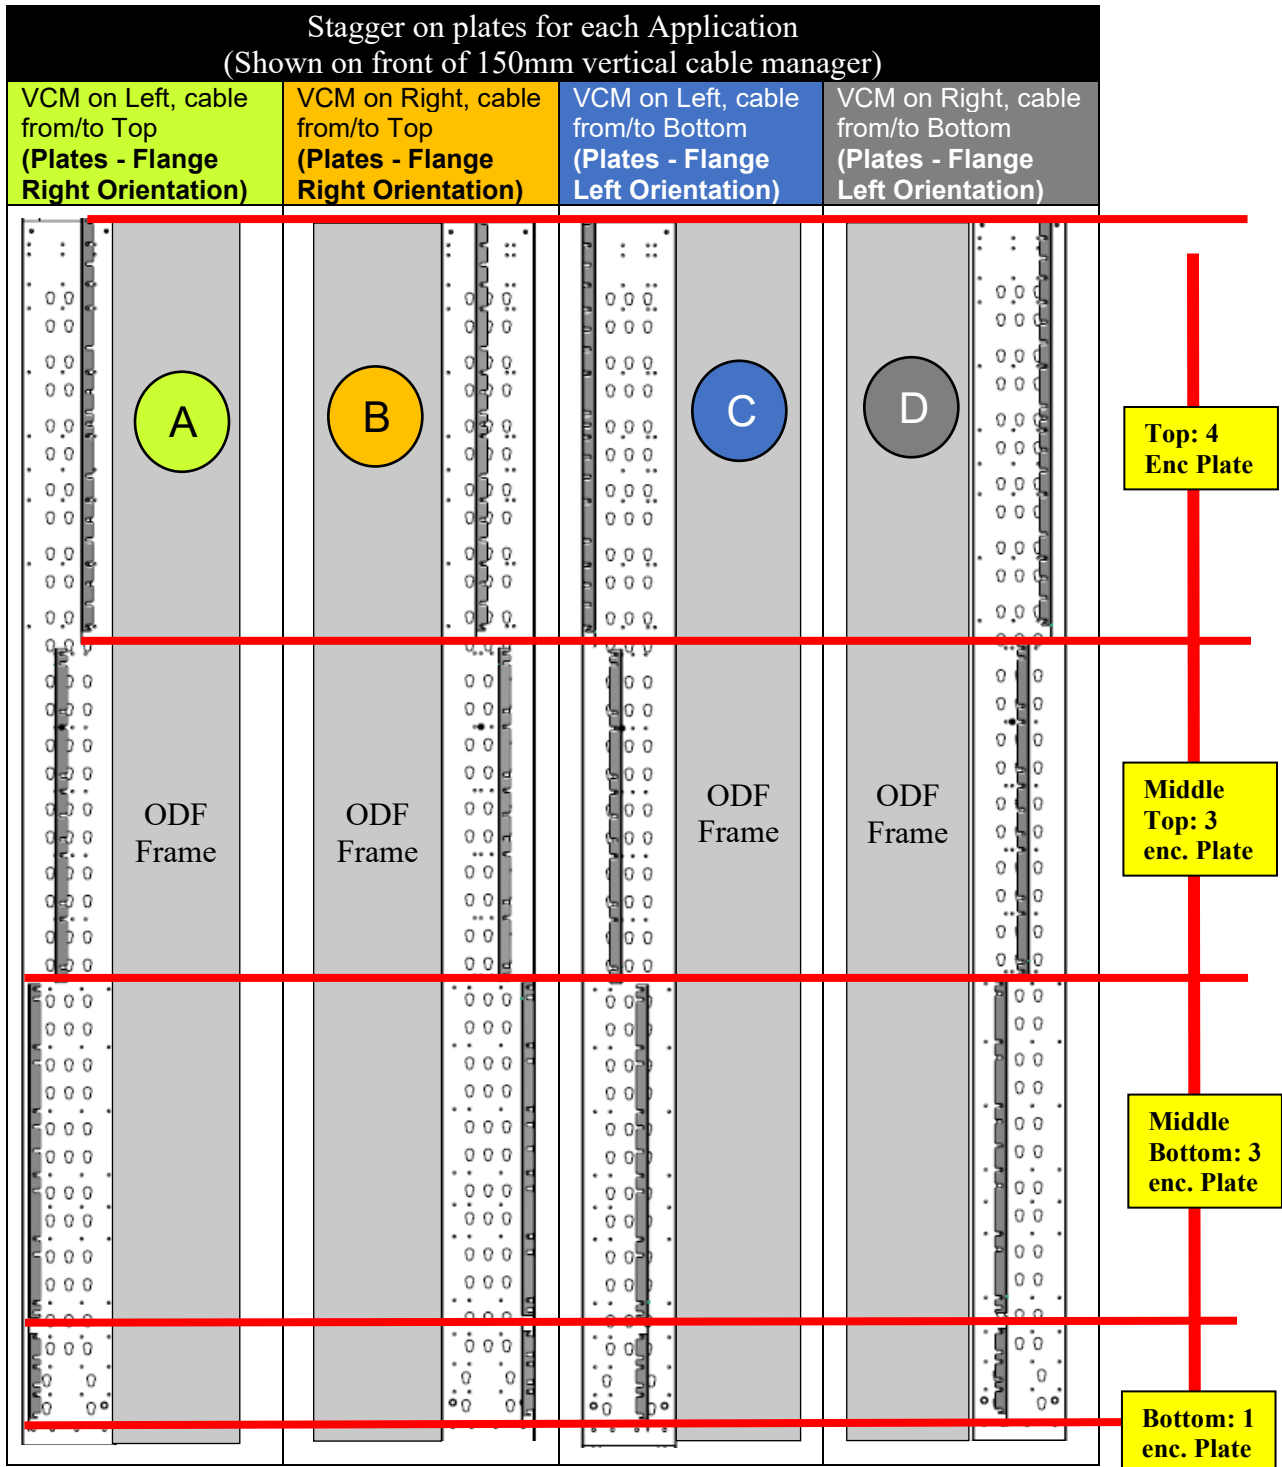 Stagger on plates for each Application
(Shown on front of 150mm vertical cable manager)
VCM on Left, cable
from/to Top
(Plates - Flange
Right Orientation)
VCM on Right, cable
from/to Top
(Plates - Flange
Right Orientation)
VCM on Left, cable
from/to Bottom
(Plates - Flange
Left Orientation)
VCM on Right, cable
from/to Bottom
(Plates - Flange
Left Orientation)
A
B
C
D
Top: 4
Enc Plate
ODF
Frame
ODF
Frame
ODF
Frame
ODF
Frame
Middle
Top: 3
enc. Plate
Middle
Bottom: 3
enc. Plate
Bottom: 1
enc. Plate